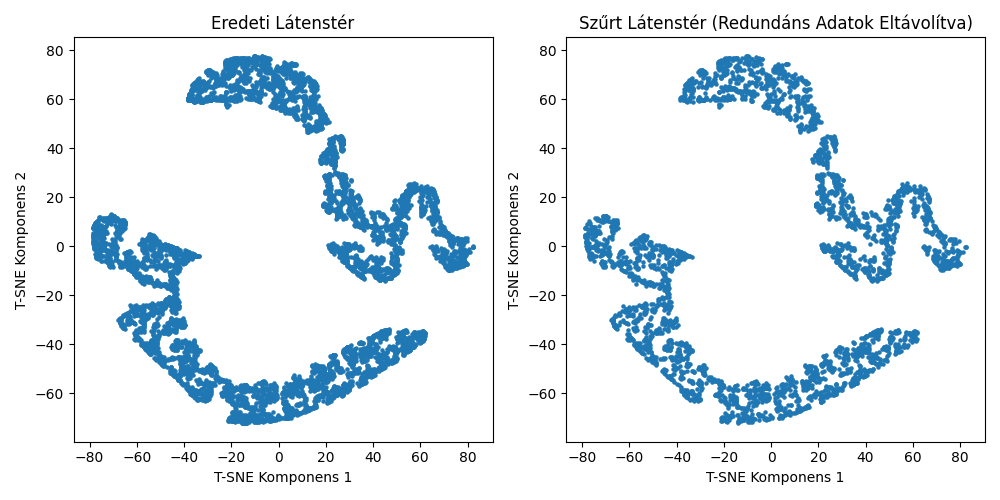 Eredeti Látenstér
T-SNE Komponens 2
80
60
40
20
0
−20
−40
−60
−80 −60 −40 −20 0 20 40 60 80
T-SNE Komponens 1
Szűrt Látenstér (Redundáns Adatok Eltávolítva)
T-SNE Komponens 2
80
60
40
20
0
−20
−40
−60
−80 −60 −40 −20 0 20 40 60 80
T-SNE Komponens 1